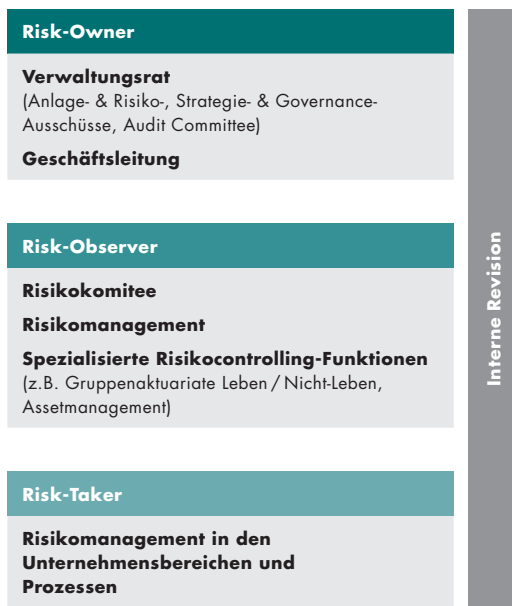 Risk-Owner
Verwaltungsrat
(Anlage- & Risiko-, Strategie- & Governance-
Ausschüsse, Audit Committee)
Geschäftsleitung
Risk-Observer
Risikokomitee
Risikomanagement
Spezialisierte Risikocontrolling-Funktionen
(z.B. Gruppenaktuariate Leben / Nicht-Leben,
Assetmanagement)
Risk-Taker
Risikomanagement in den
Unternehmensbereichen und
Prozessen
Interne Revision